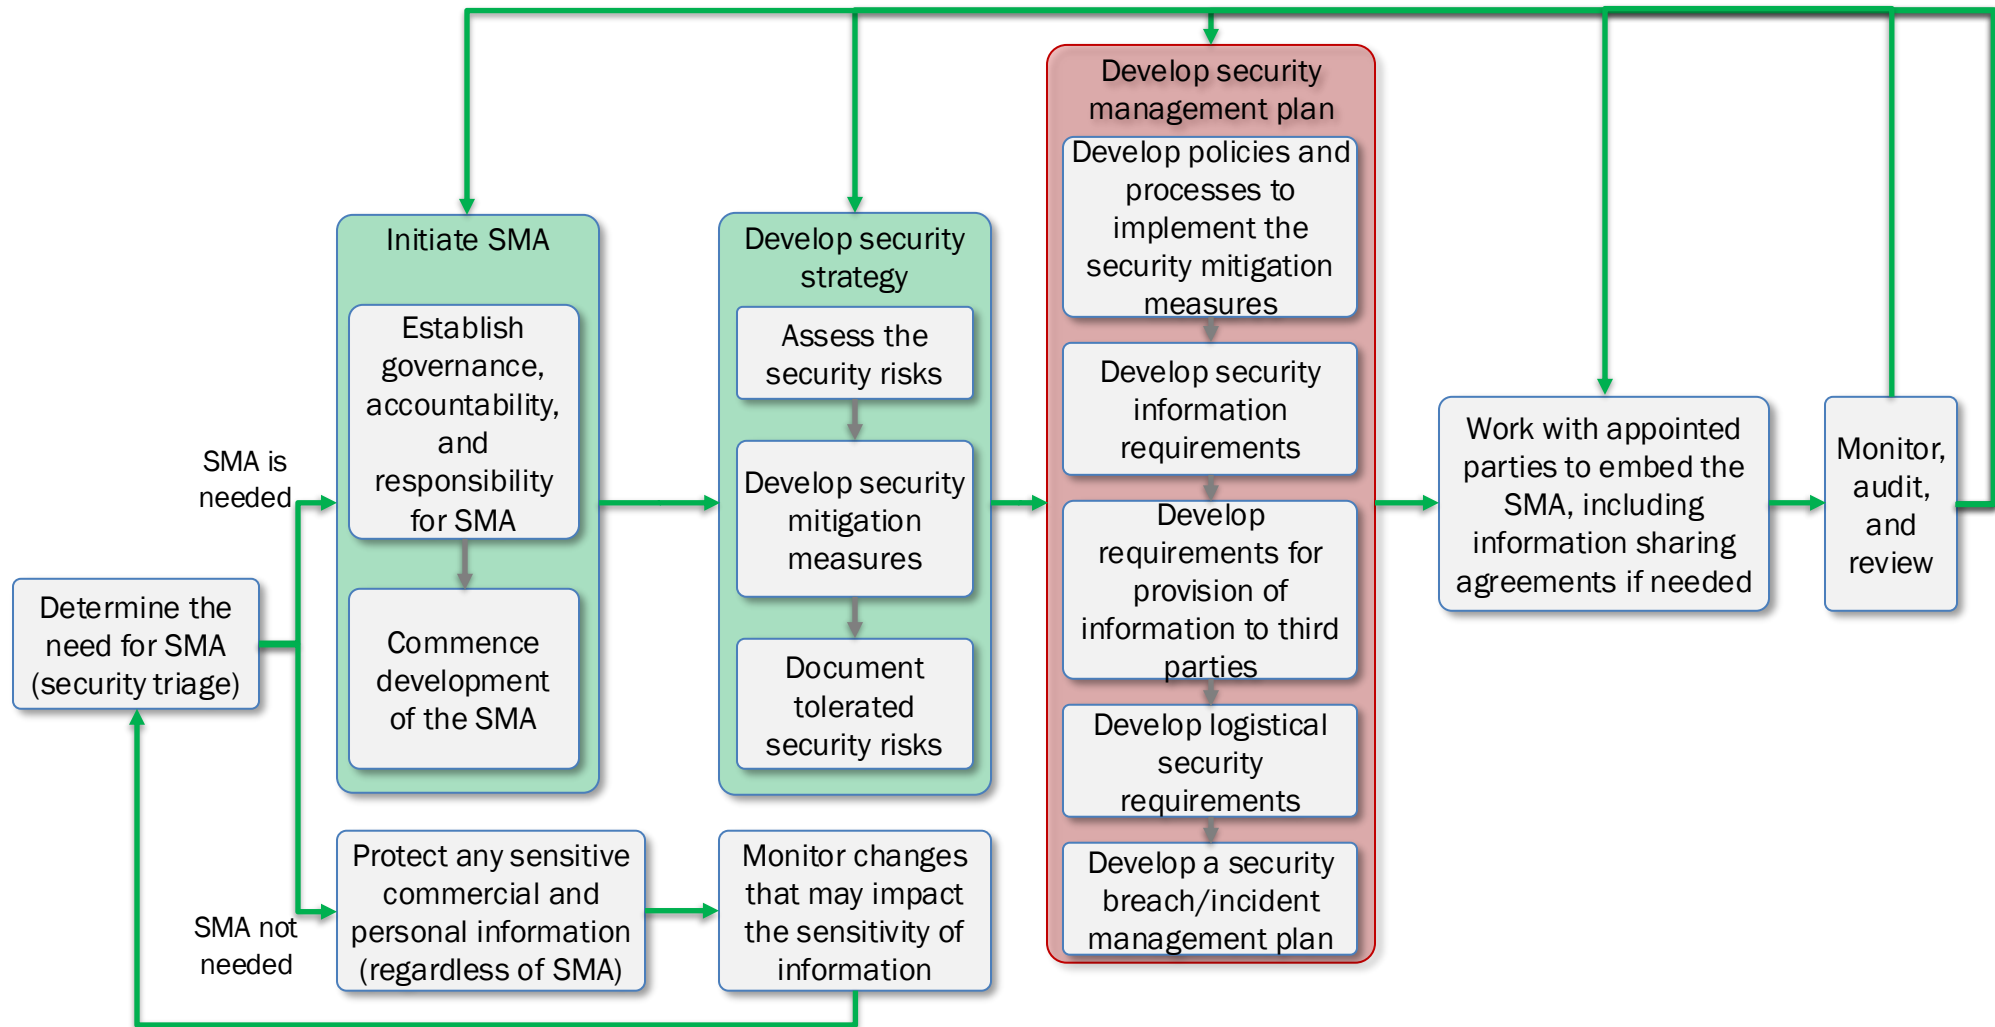 Determine the
need for SMA
(security triage)
SMA is
needed
SMA not
needed
Initiate SMA
Establish
governance,
accountability,
and
responsibility
for SMA
Commence
development
of the SMA
Protect any sensitive
commercial and
personal information
(regardless of SMA)
Develop security
strategy
Assess the
security risks
Develop security
mitigation
measures
Document
tolerated
security risks
Monitor changes
that may impact
the sensitivity of
information
Develop security
management plan
Develop policies and
processes to
implement the
security mitigation
measures
Develop security
information
requirements
Develop
requirements for
provision of
information to third
parties
Develop logistical
security
requirements
Develop a security
breach/incident
management plan
Work with appointed
parties to embed the
SMA, including
information sharing
agreements if needed
Monitor,
audit,
and
review